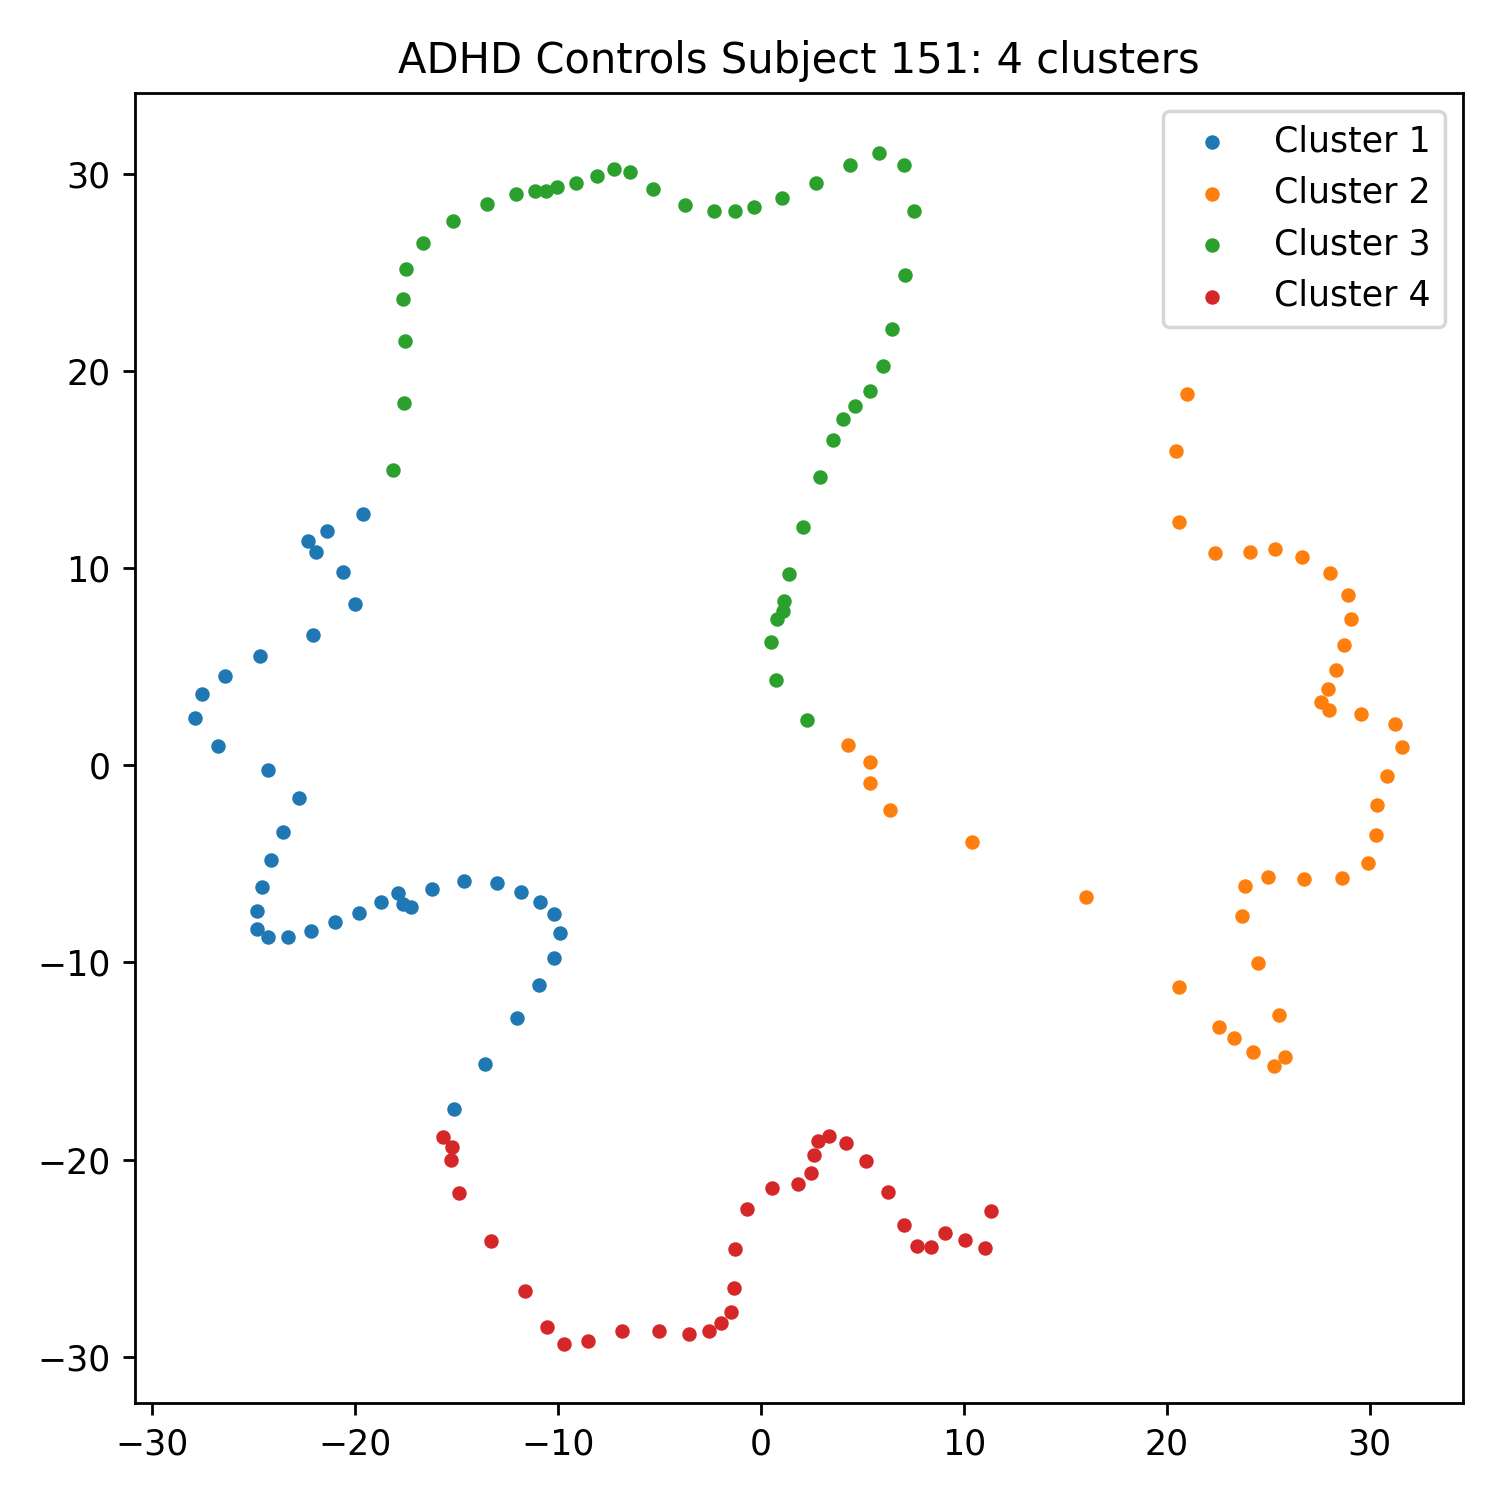 ADHD Controls Subject 151: 4 clusters
Cluster 1
Cluster 2
Cluster 3
Cluster 4
30
20
10
0
−10
−20
−30
−30 −20 −10 0 10 20 30